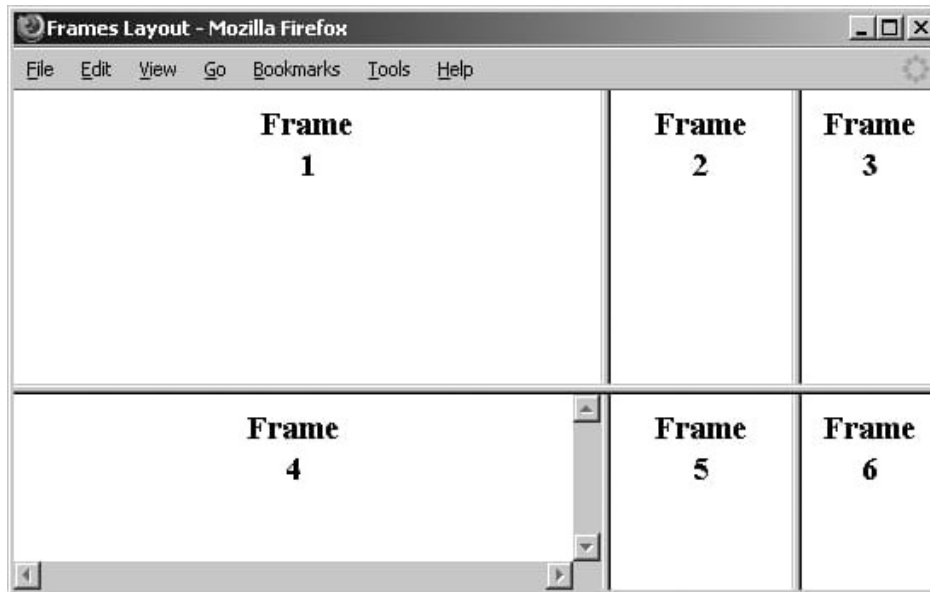 Frames Layout - Mozilla Firefox
File Edit View Go Bookmarks Tools Help
Frame
1
Frame
2
Frame
3
Frame
4
Frame
5
Frame
6